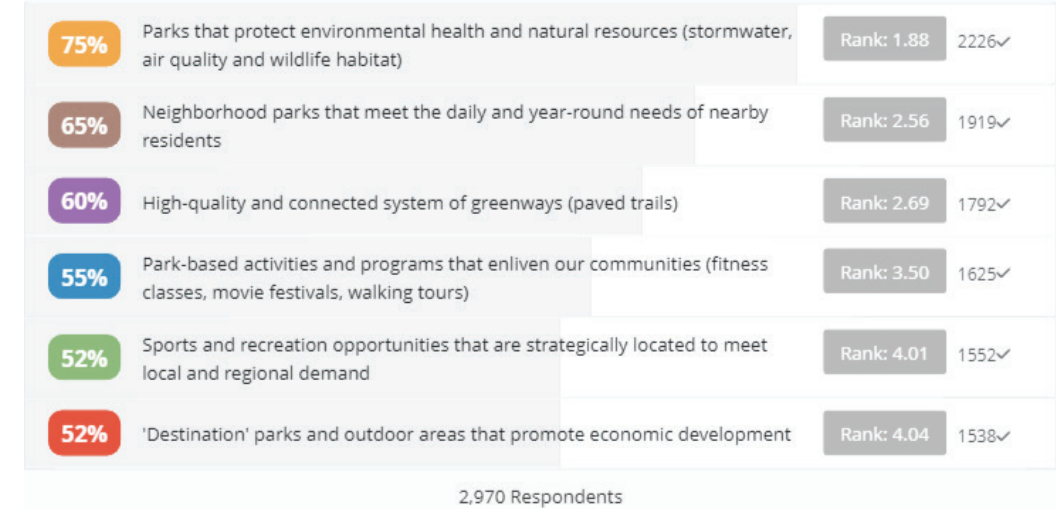 75%
Parks that protect environmental health and natural resources (stormwater,
air quality and wildlife habitat)
Rank: 1.88
2226✓
65%
Neighborhood parks that meet the daily and year-round needs of nearby
residents
Rank: 2.56
1919✓
60%
High-quality and connected system of greenways (paved trails)
Rank: 2.69
1792✓
55%
Park-based activities and programs that enliven our communities (fitness
classes, movie festivals, walking tours)
Rank: 3.50
1625✓
52%
Sports and recreation opportunities that are strategically located to meet
local and regional demand
Rank: 4.01
1552✓
52%
'Destination' parks and outdoor areas that promote economic development
Rank: 4.04
1538✓
2,970 Respondents